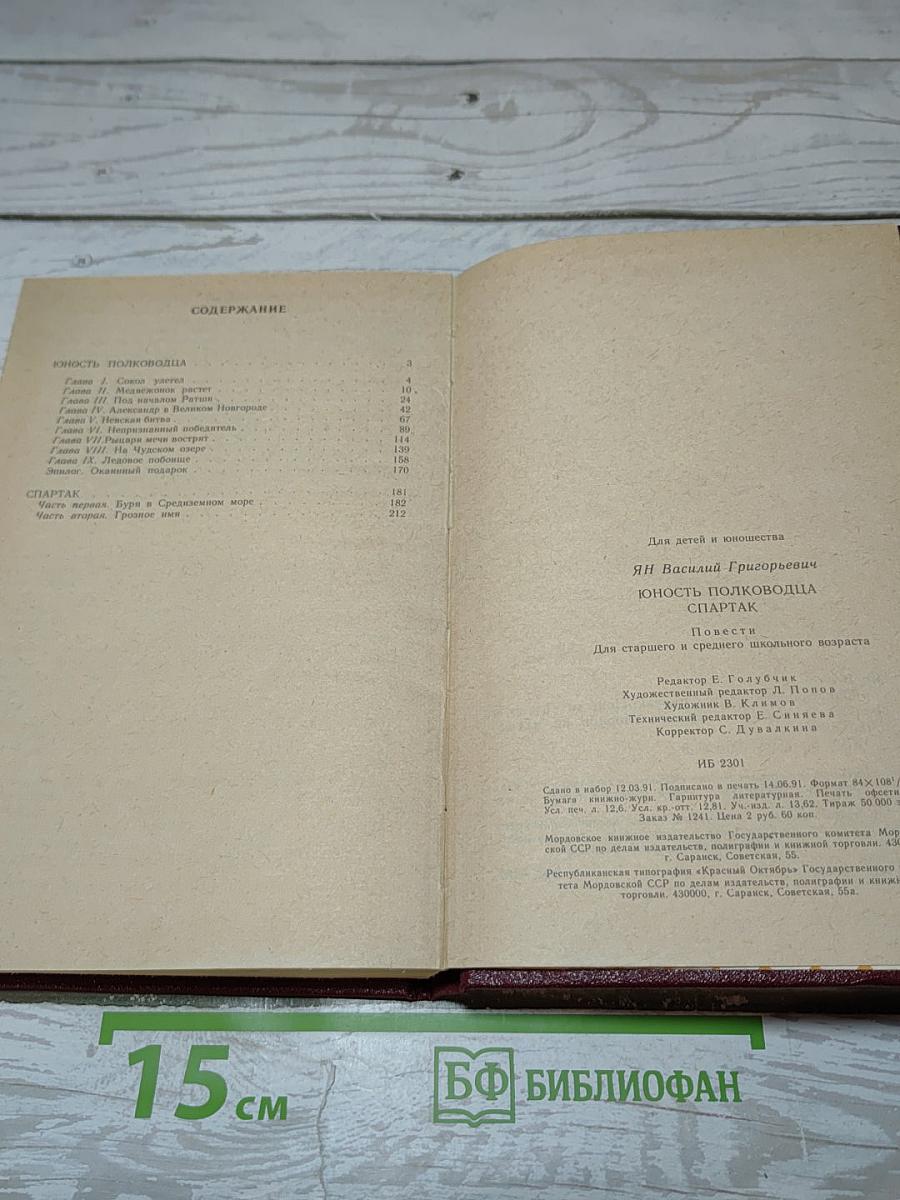 СОДЕРЖАНИЕ
ЮНОСТЬ ПОЛКОВОДЦА 3
Глава I. Сокол улетел 4
Глава II. Медвежонок растет 10
Глава III. Под началом Ратши 24
Глава IV. Александр в Великом Новгороде 42
Глава V. Невская битва 67
Глава VI. Непризнанный победитель 89
Глава VII.Рыцари мечи вострят 114
Глава VIII. На Чудском озере 139
Глава IX. Ледовое побоище 158
Эпилог. Оканнный подарок 170
СПАРТАК 181
Часть первая. Буря в Средиземном море 182
Часть вторая. Грозное имя 212
Для детей и юношества
ЯН Василий Григорьевич
ЮНОСТЬ ПОЛКОВОДЦА
СПАРТАК
Повести
Для старшего и среднего школьного возраста
Редактор Е. Голубчик
Художественный редактор Л. Попов
Художник В. Климов
Технический редактор Е. Синяева
Корректор С. Дувалкина
ИБ 2301
Сдано в набор 12.03.91. Подписано в печать 14.06.91. Формат 84×108¹/
Бумага книжно-журн. Гарнитура литературная. Печать офсетн
Усл. печ. л. 12,6. Усл. кр.-отт. 12,81. Уч.-изд. л. 13,62. Тираж 50 000 э
Заказ № 1241. Цена 2 руб. 60 коп.
Мордовское книжное издательство Государственного комитета Мор
ской ССР по делам издательств, полиграфии и книжной торговли. 430
г. Саранск, Советская, 55.
Республиканская типография «Красный Октябрь» Государственного
тета Мордовской ССР по делам издательств, полиграфии и книжн
торговли. 430000, г. Саранск, Советская, 55а.
15 см
БФ БИБЛИОФАН